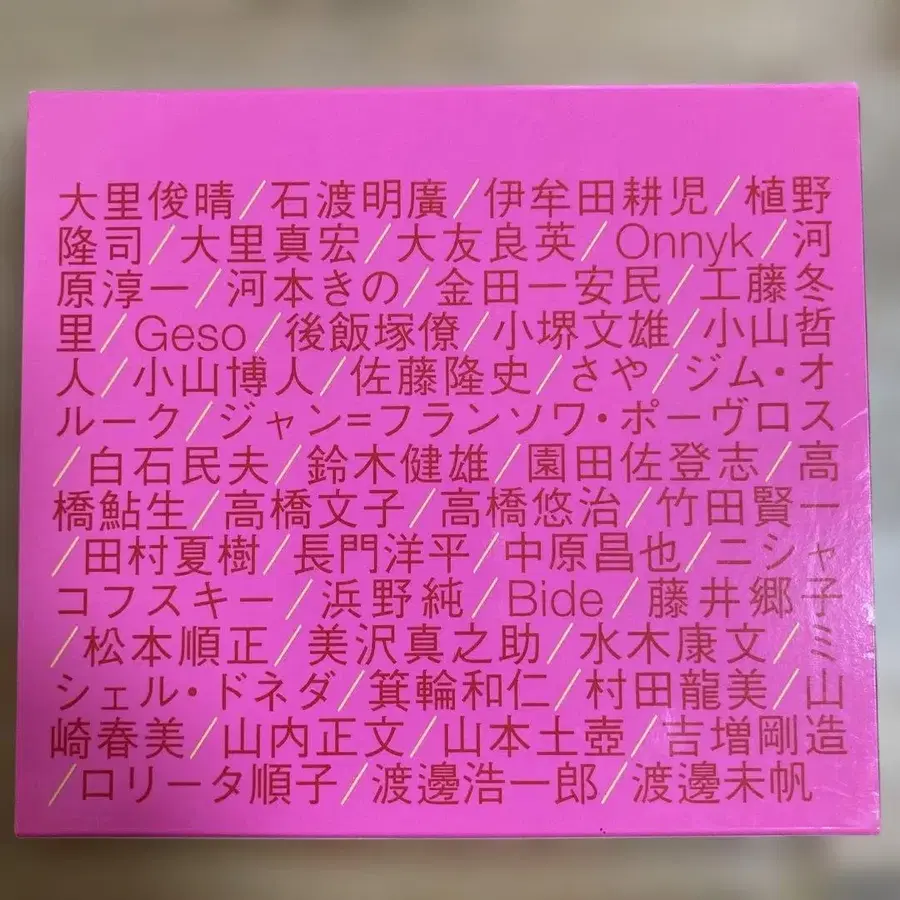 大里俊晴/石渡明廣/伊牟田耕児/植野
隆司/大里真宏/大友良英/Onnyk/河
原淳一/河本きの/金田一安民/工藤冬
里/Geso/後飯塚僚/小堺文雄/小山哲
人/小山博人/佐藤隆史/さや/ジム・オ
ルーク/ジャン=フランソワ・ポーヴロス
/白石民夫/鈴木健雄/園田佐登志/高
橋鮎生/高橋文子/高橋悠治/竹田賢一
/田村夏樹/長門洋平/中原昌也/ニシャ
コフスキー/浜野純/Bide/藤井郷子
/松本順正/美沢真之助/水木康文/ミ
シェル・ドネダ/箕輪和仁/村田龍美/山
崎春美/山内正文/山本土壺/吉増剛造
/ロリータ順子/渡邊浩一郎/渡邊未帆